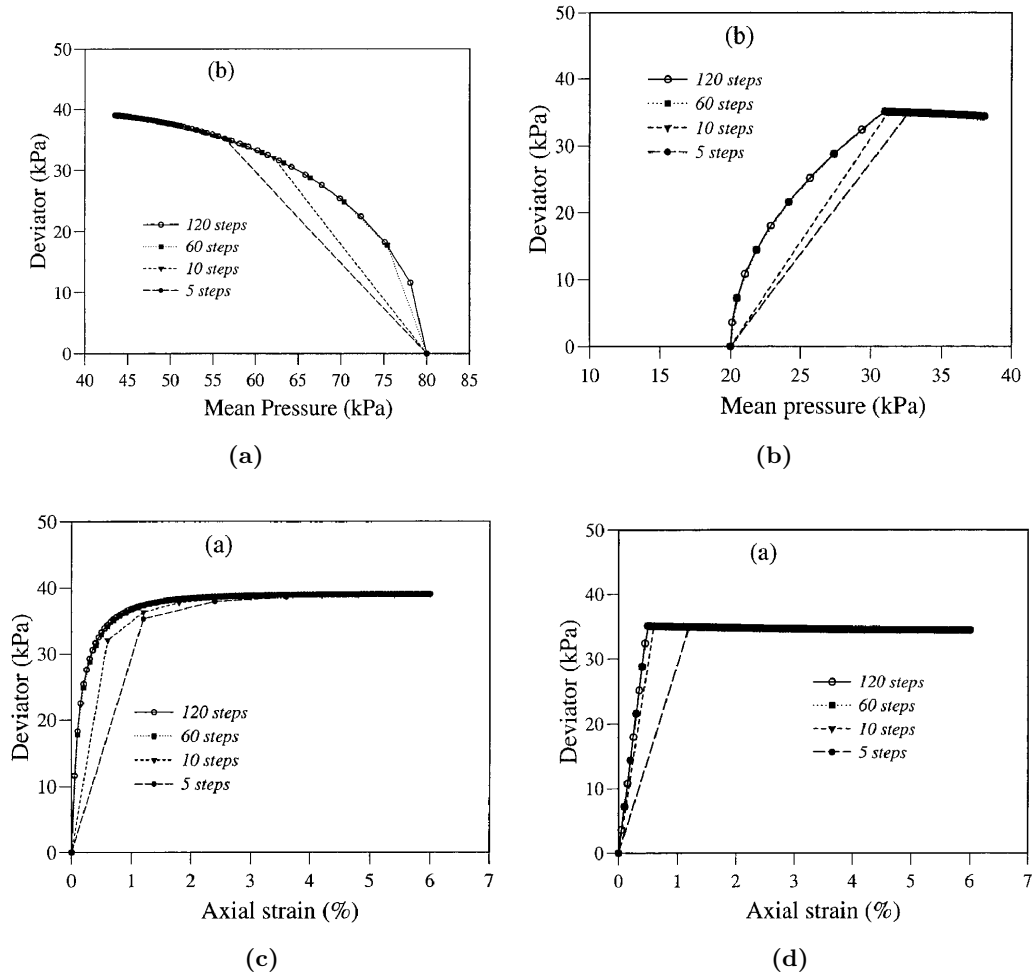 50
40
30
20
10
0
Deviator (kPa)
(b)
120 steps
60 steps
10 steps
5 steps
40 45 50 55 60 65 70 75 80 85
Mean Pressure (kPa)
(a)
50
40
30
20
10
0
Deviator (kPa)
(b)
120 steps
60 steps
10 steps
5 steps
10 15 20 25 30 35 40
Mean pressure (kPa)
(b)
50
40
30
20
10
0
Deviator (kPa)
(a)
120 steps
60 steps
10 steps
5 steps
0 1 2 3 4 5 6 7
Axial strain (%)
(c)
50
40
30
20
10
0
Deviator (kPa)
(a)
120 steps
60 steps
10 steps
5 steps
0 1 2 3 4 5 6 7
Axial strain (%)
(d)